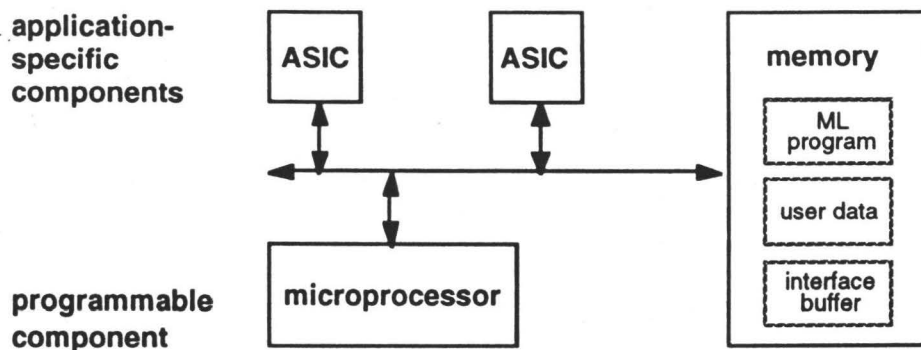 application-
specific
components
ASIC
ASIC
memory
ML
program
user data
interface
buffer
microprocessor
programmable
component